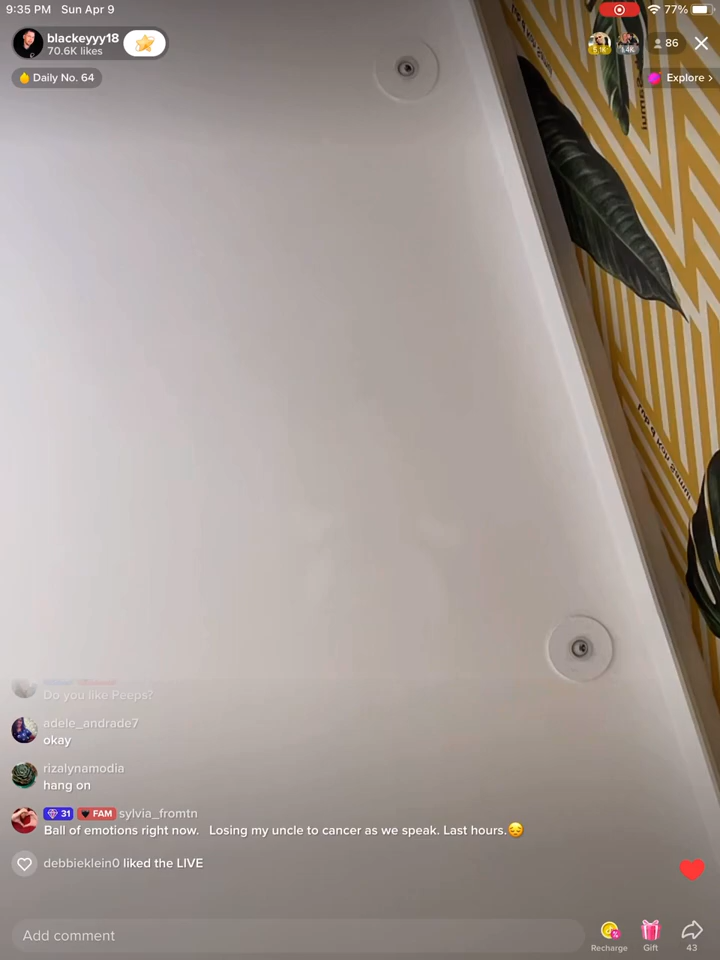 9:35 PM Sun Apr 9
77%
blackeyyy18
70.6K likes
86
Daily No. 64
Explore >
Do you like Peeps?
adele_andrade7
okay
rizalynamodia
hang on
31 FAM sylvia_fromtn
Ball of emotions right now. Losing my uncle to cancer as we speak. Last hours.😔
debbieklein0 liked the LIVE
Add comment
Recharge
Gift
43